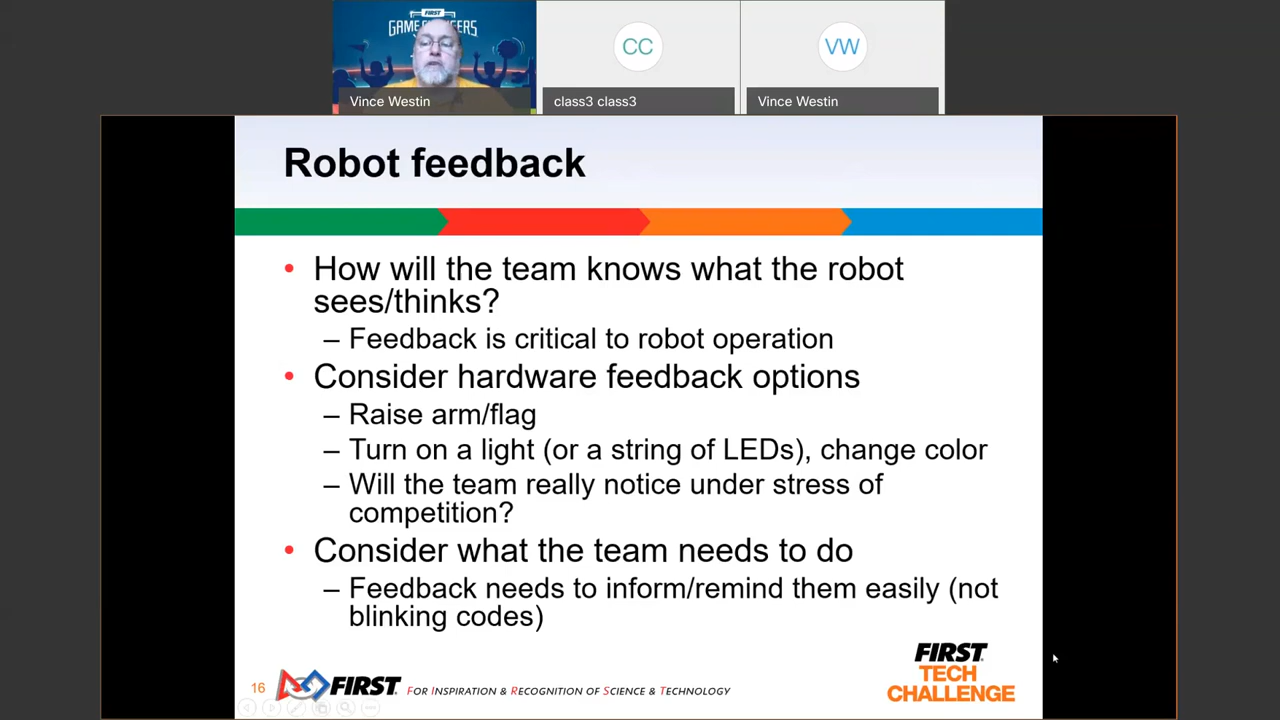 FIRST
GAME CHANGERS
CC
VW
Vince Westin
class3 class3
Vince Westin
Robot feedback
• How will the team knows what the robot
sees/thinks?
– Feedback is critical to robot operation
• Consider hardware feedback options
– Raise arm/flag
– Turn on a light (or a string of LEDs), change color
– Will the team really notice under stress of
competition?
• Consider what the team needs to do
– Feedback needs to inform/remind them easily (not
blinking codes)
16
FIRST
FOR INSPIRATION & RECOGNITION OF SCIENCE & TECHNOLOGY
FIRST
TECH
CHALLENGE